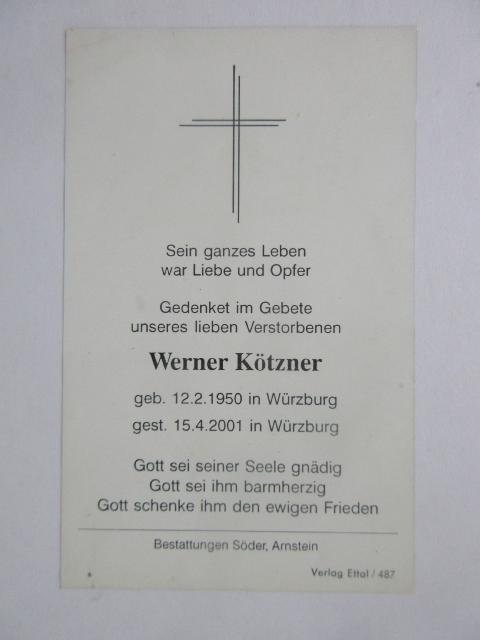 Sein ganzes Leben
war Liebe und Opfer
Gedenket im Gebete
unseres lieben Verstorbenen
Werner Kötzner
geb. 12.2.1950 in Würzburg
gest. 15.4.2001 in Würzburg
Gott sei seiner Seele gnädig
Gott sei ihm barmherzig
Gott schenke ihm den ewigen Frieden
Bestattungen Söder, Arnstein
Verlag Ettal / 487